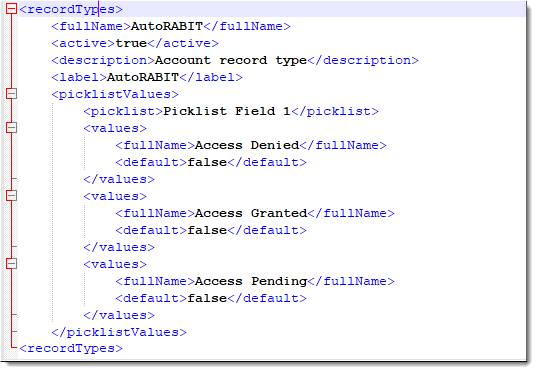 <recordTypes>
<fullName>AutoRABIT</fullName>
<active>true</active>
<description>Account record type</description>
<label>AutoRABIT</label>
<picklistValues>
<picklist>Picklist Field 1</picklist>
<values>
<fullName>Access Denied</fullName>
<default>false</default>
</values>
<values>
<fullName>Access Granted</fullName>
<default>false</default>
</values>
<values>
<fullName>Access Pending</fullName>
<default>false</default>
</values>
</picklistValues>
<recordTypes>